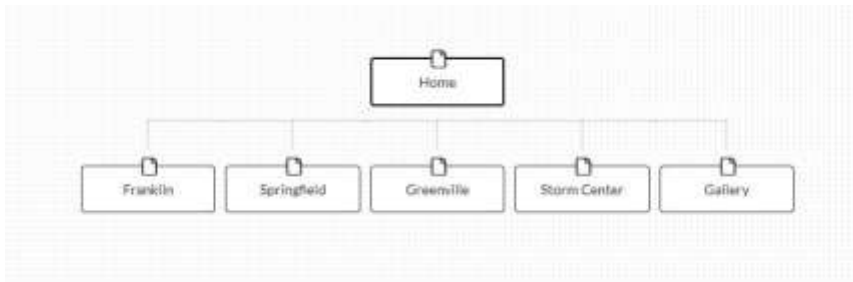 Home
Franklin
Springfield
Greenville
Storm Center
Gallery